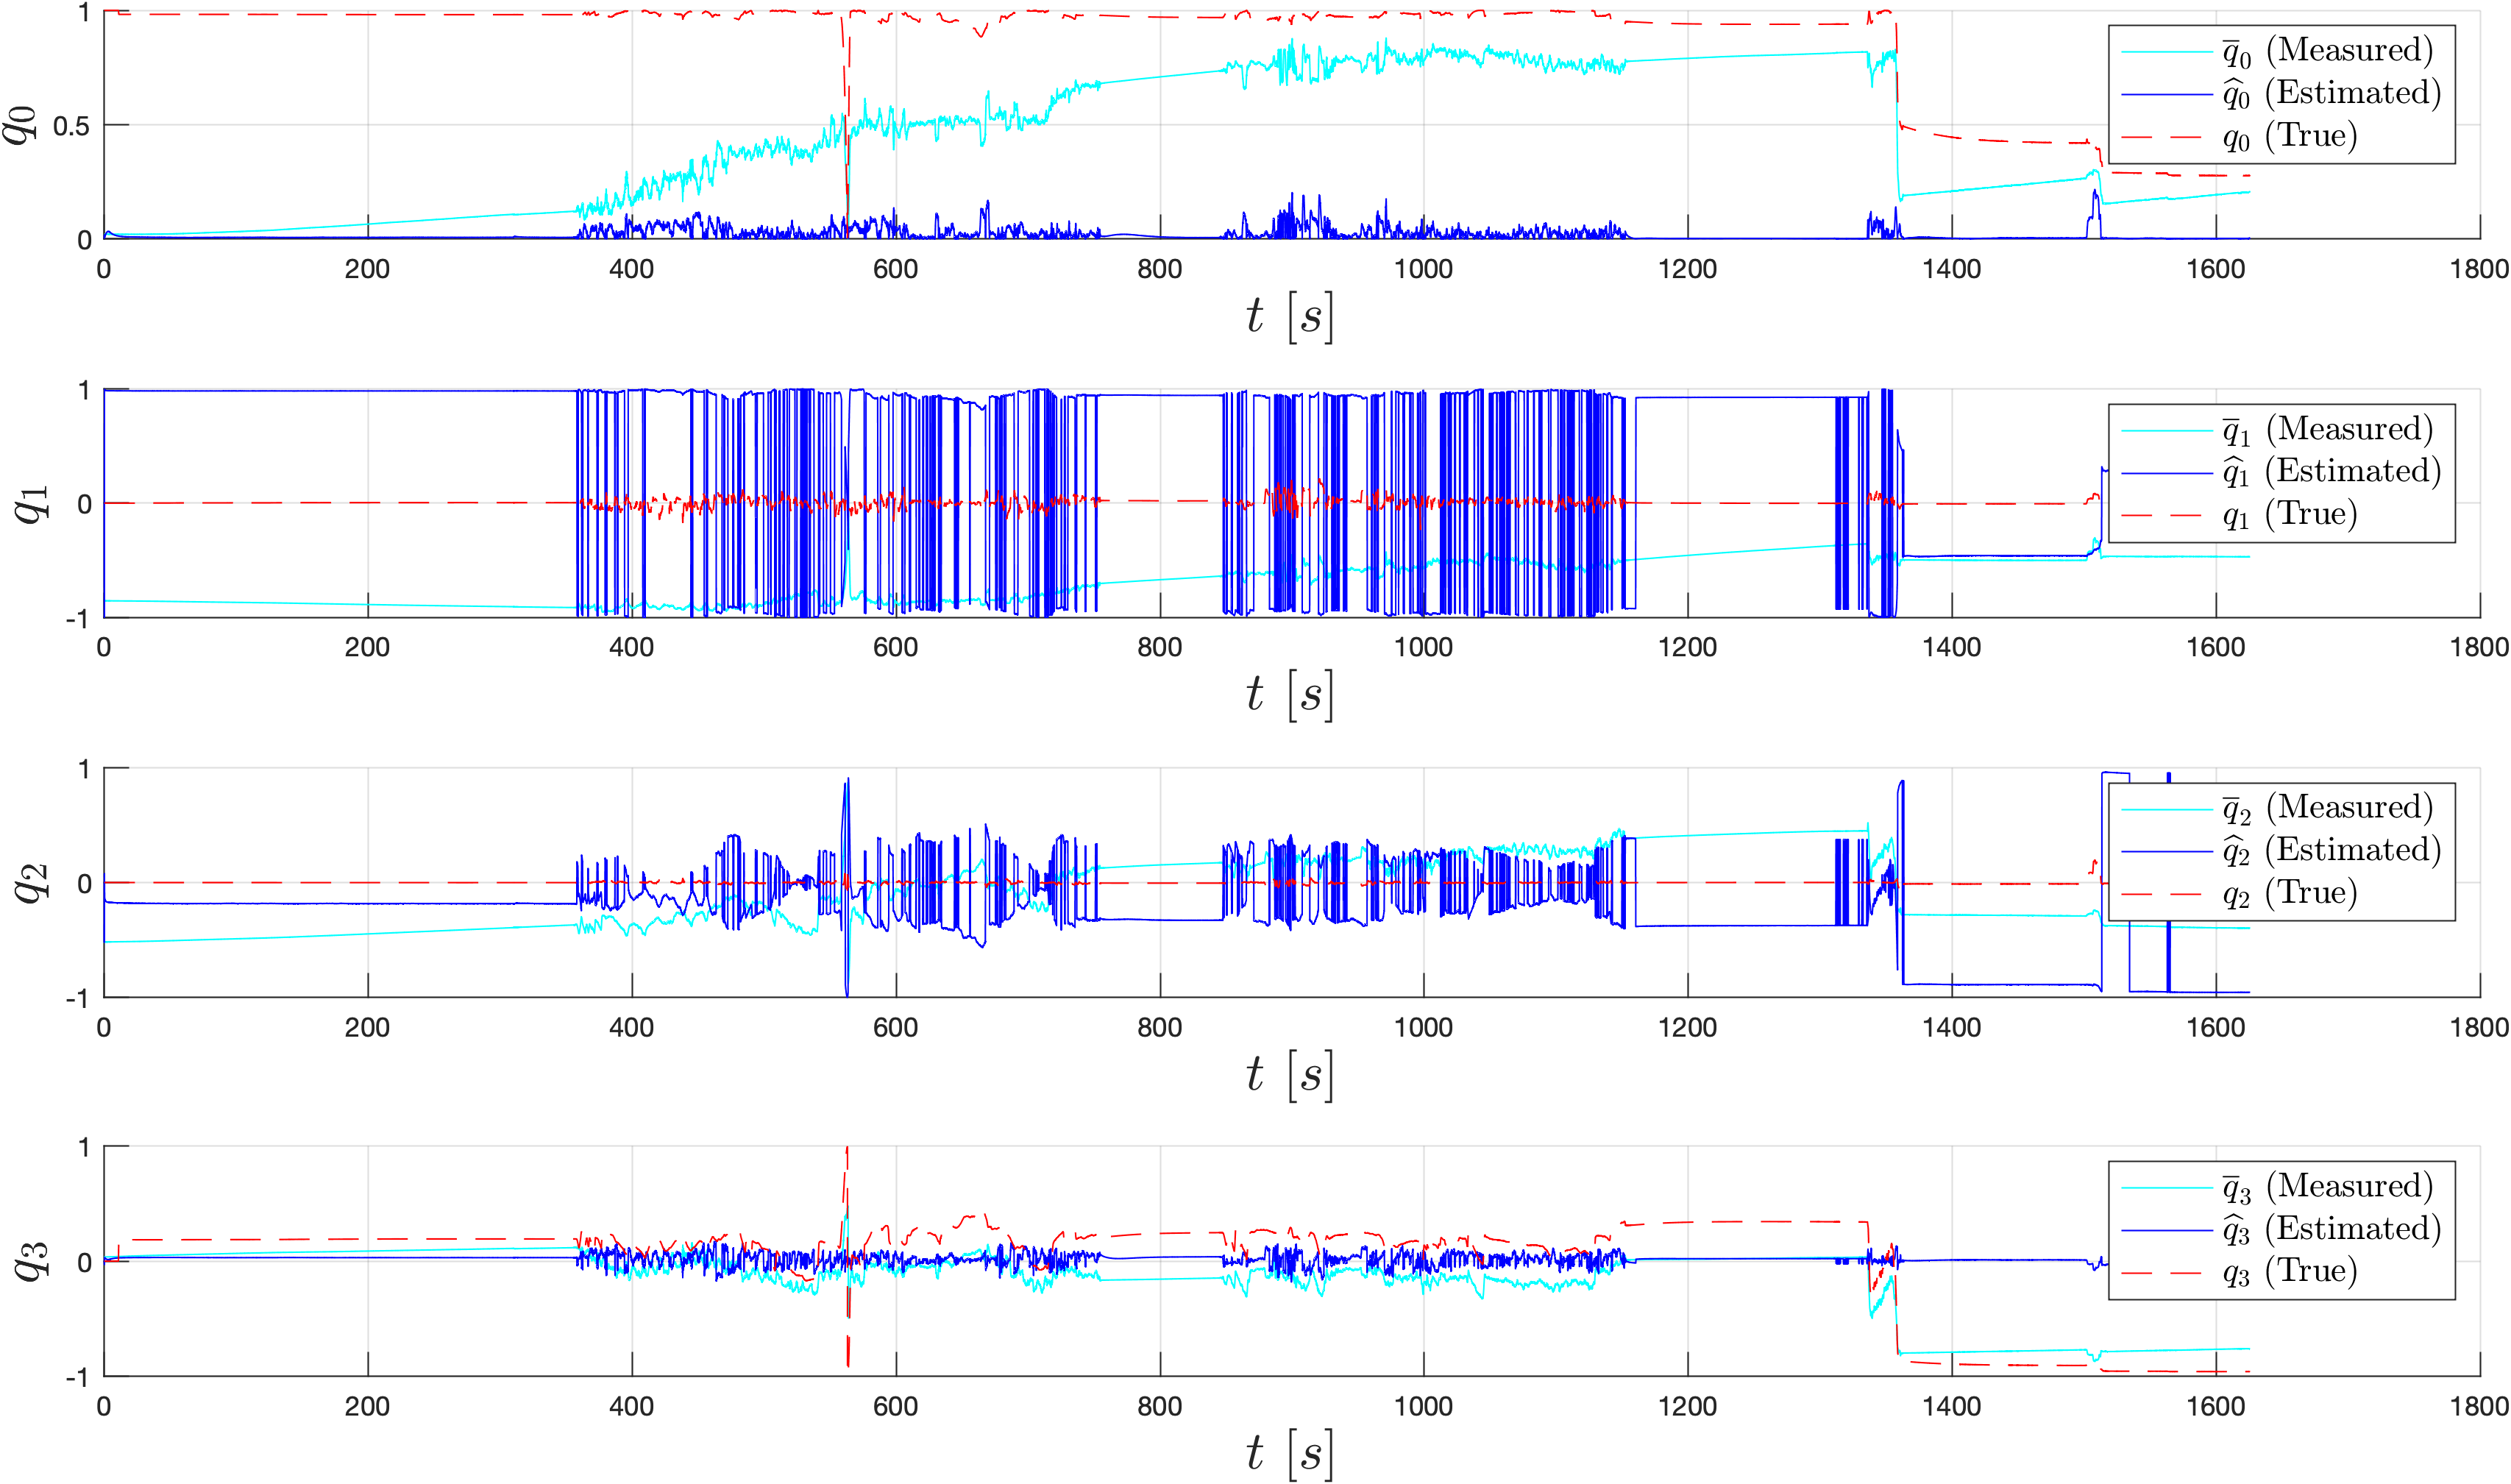 1
0.5
0
q0
q̅0 (Measured)
q̂0 (Estimated)
q0 (True)
0 200 400 600 800 1000 1200 1400 1600 1800
t [s]
1
0
-1
q1
q̅1 (Measured)
q̂1 (Estimated)
q1 (True)
0 200 400 600 800 1000 1200 1400 1600 1800
t [s]
1
0
-1
q2
q̅2 (Measured)
q̂2 (Estimated)
q2 (True)
0 200 400 600 800 1000 1200 1400 1600 1800
t [s]
1
0
-1
q3
q̅3 (Measured)
q̂3 (Estimated)
q3 (True)
0 200 400 600 800 1000 1200 1400 1600 1800
t [s]